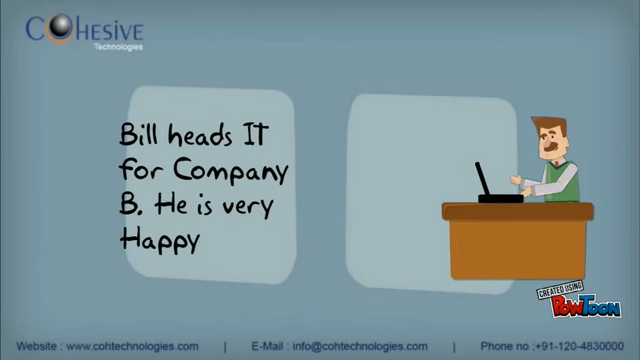 COHESIVE
Technologies
Bill heads IT
for Company
B. He is very
Happy
CREATED USING
POWTOON
Website : www.cohtechnologies.com | E-Mail : info@cohtechnologies.com | Phone no :+91-120-4830000